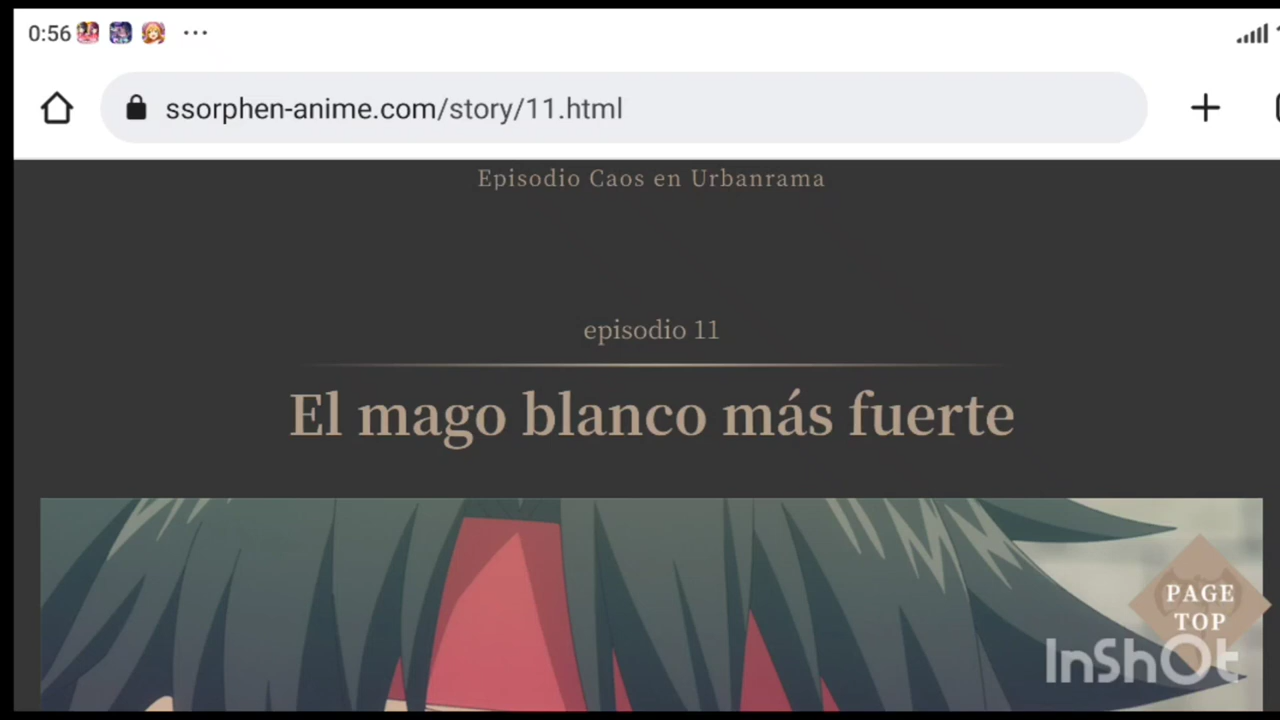 0:56
ssorphen-anime.com/story/11.html
Episodio Caos en Urbanrama
episodio 11
El mago blanco más fuerte
PAGE
TOP
InShOt